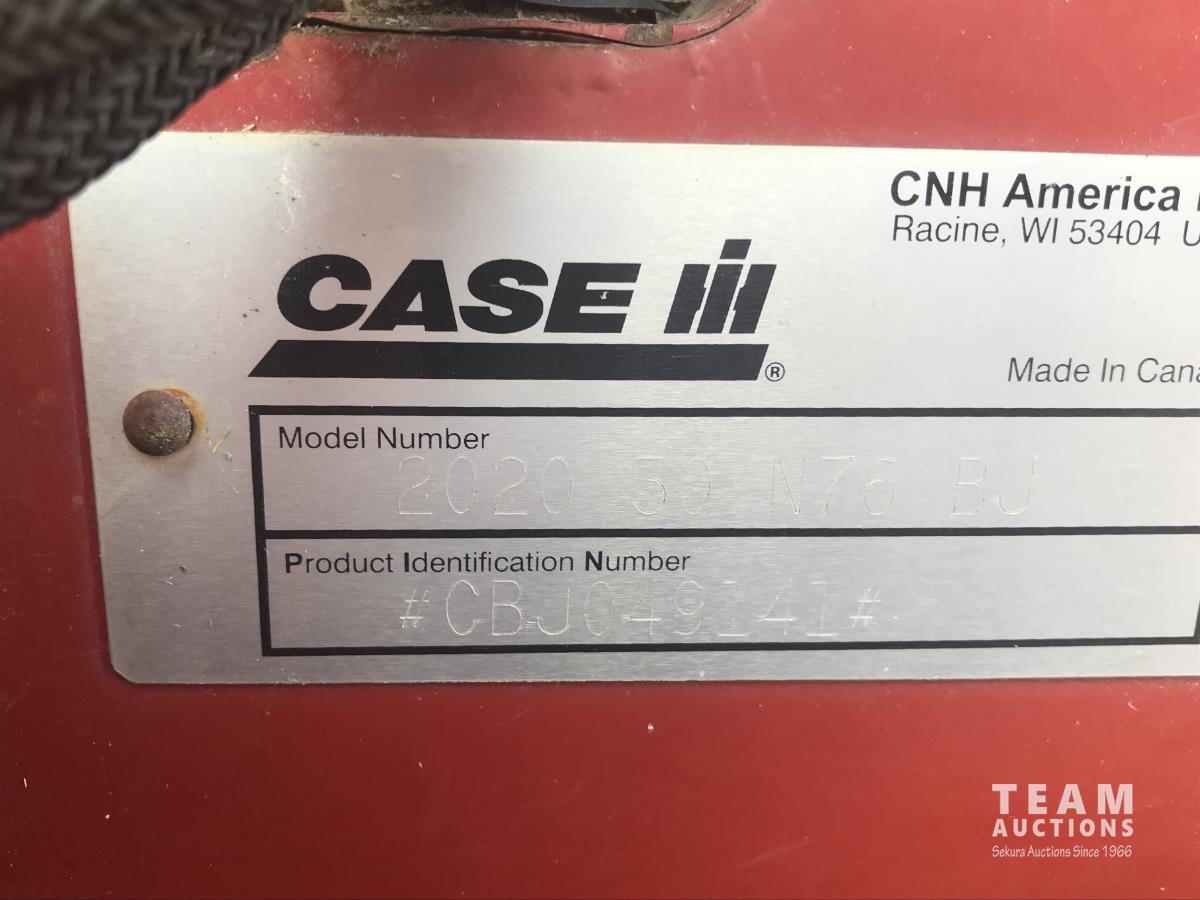 CNH America
Racine, WI 53404 U
CASE IH
®
Made In Cana
Model Number
2020 30 N76 BJ
Product Identification Number
#CBJ049141#
TEAM
AUCTIONS
Sekura Auctions Since 1966